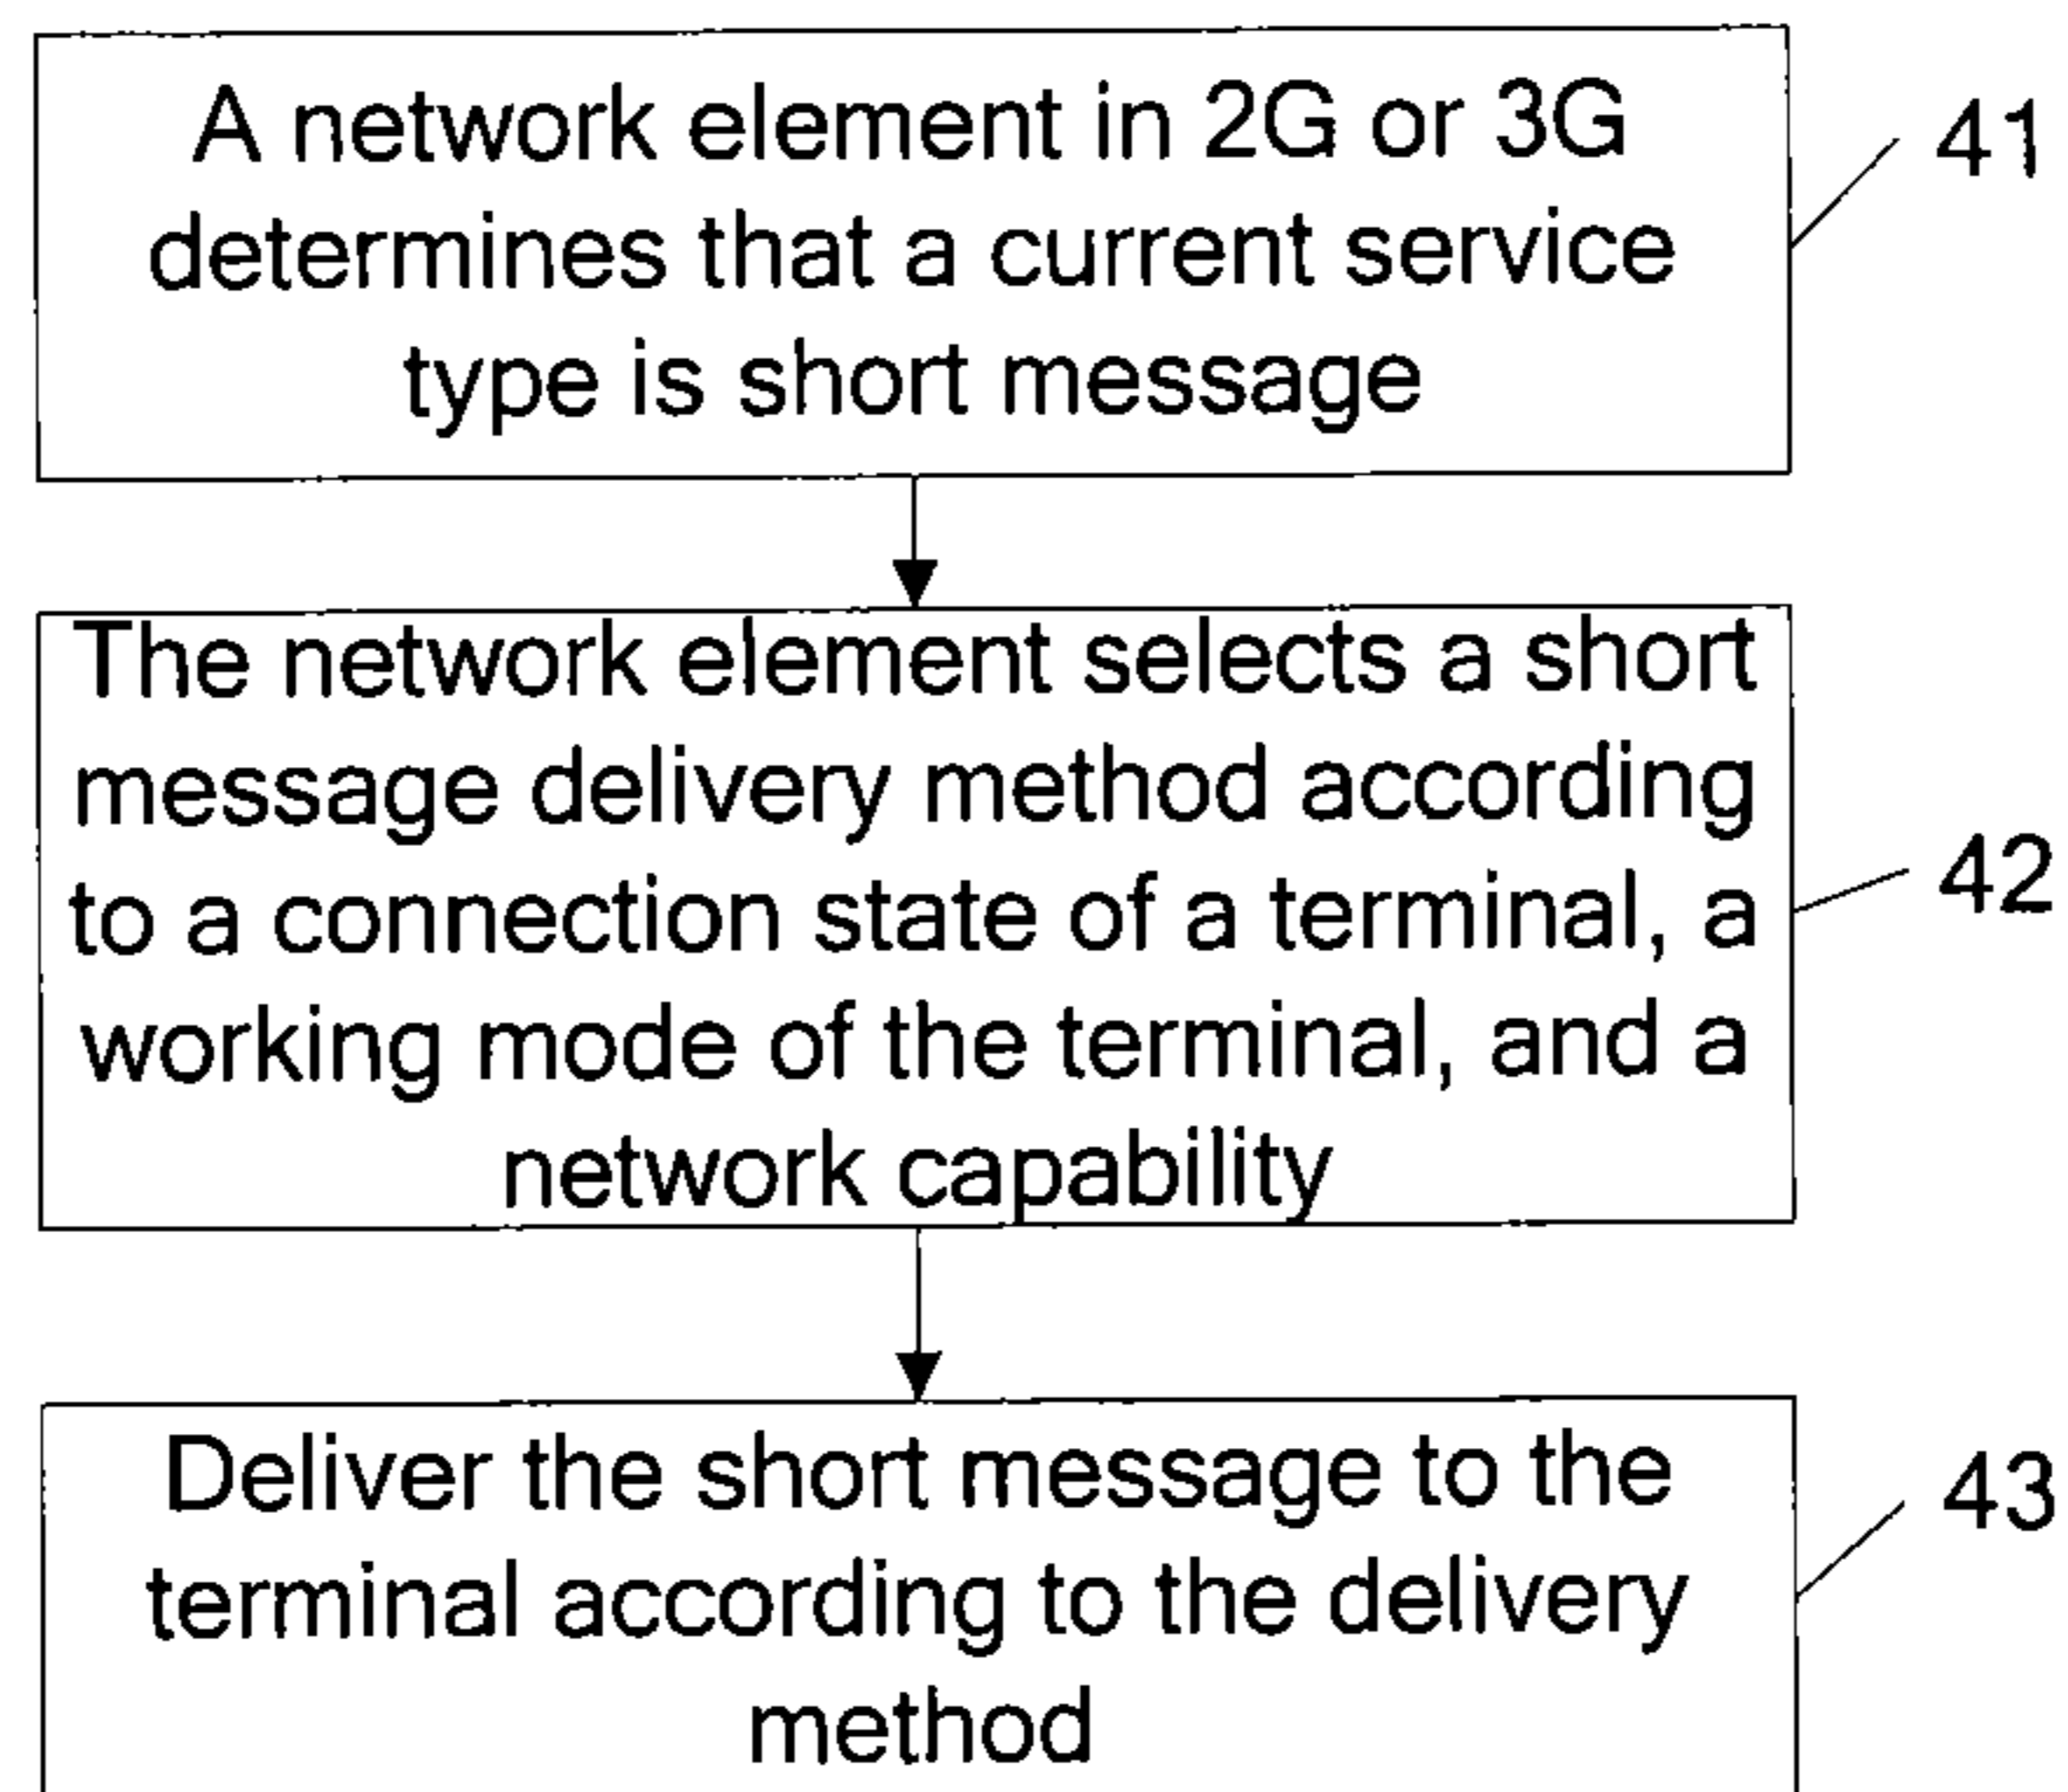 A network element in 2G or 3G
determines that a current service
type is short message
41
The network element selects a short
message delivery method according
to a connection state of a terminal, a
working mode of the terminal, and a
network capability
42
Deliver the short message to the
terminal according to the delivery
method
43